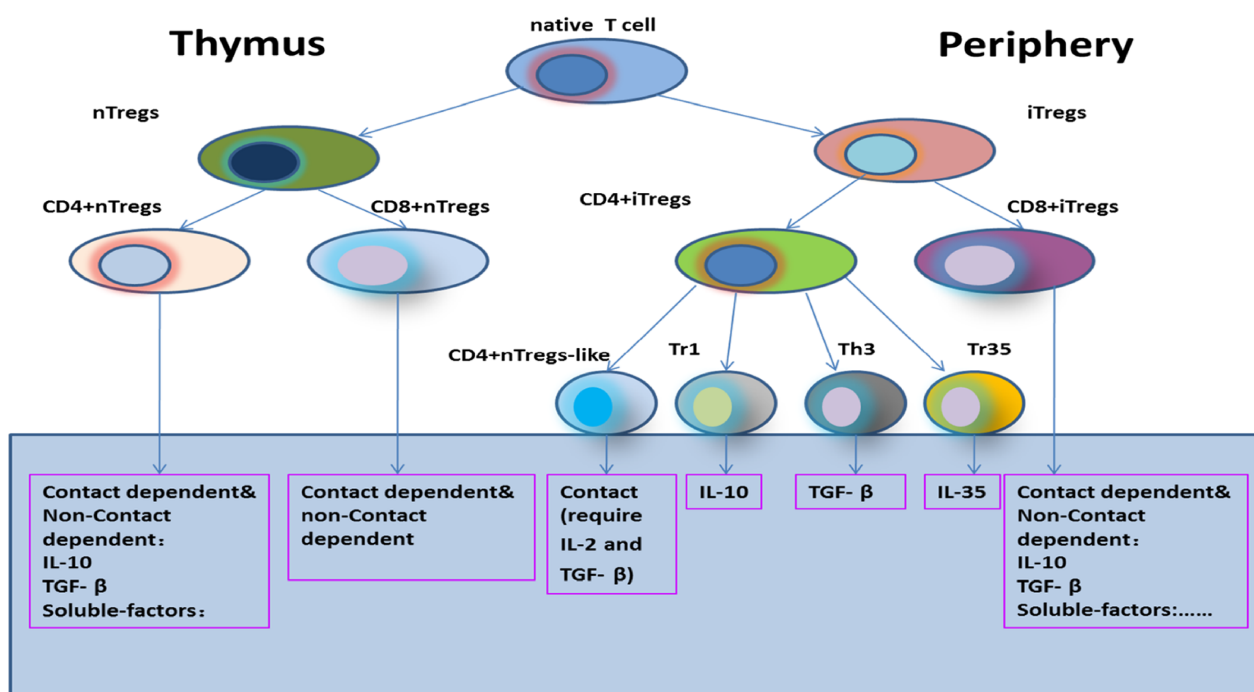 native T cell
Thymus
Periphery
nTregs
iTregs
CD4+nTregs
CD8+nTregs
CD4+iTregs
CD8+iTregs
CD4+nTregs-like
Tr1
Th3
Tr35
Contact dependent&
Non-Contact
dependent：
IL-10
TGF- β
Soluble-factors：
Contact dependent&
non-Contact
dependent
Contact
(require
IL-2 and
TGF- β)
IL-10
TGF- β
IL-35
Contact dependent&
Non-Contact
dependent：
IL-10
TGF- β
Soluble-factors:......